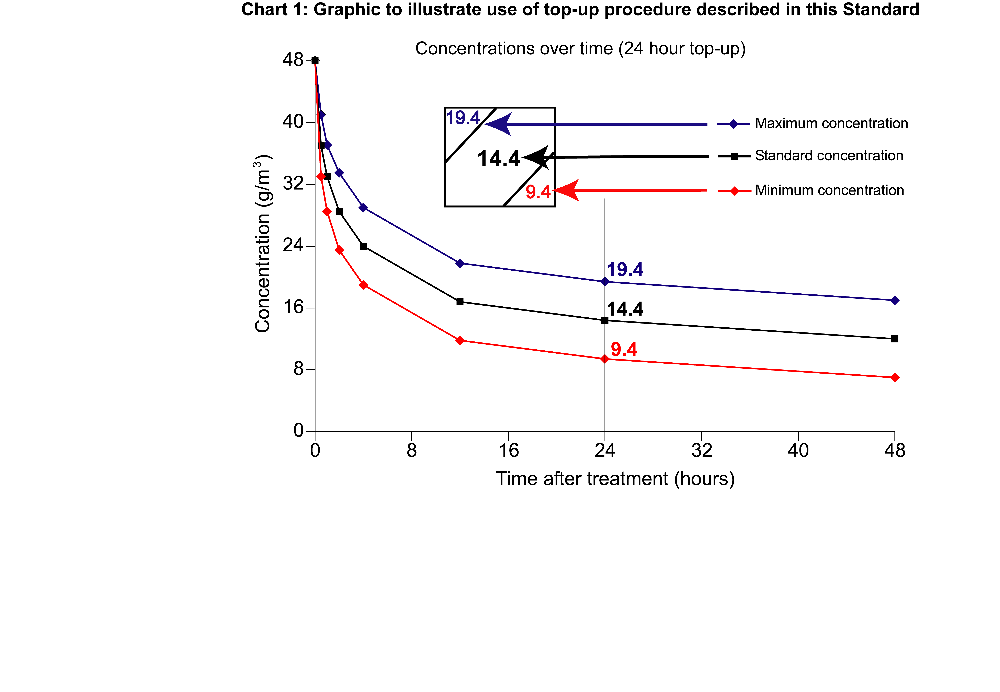 Chart 1: Graphic to illustrate use of top-up procedure described in this Standard
Concentrations over time (24 hour top-up)
Concentration (g/m³)
48
40
32
24
16
8
0
19.4
14.4
9.4
Maximum concentration
Standard concentration
Minimum concentration
19.4
14.4
9.4
0 8 16 24 32 40 48
Time after treatment (hours)